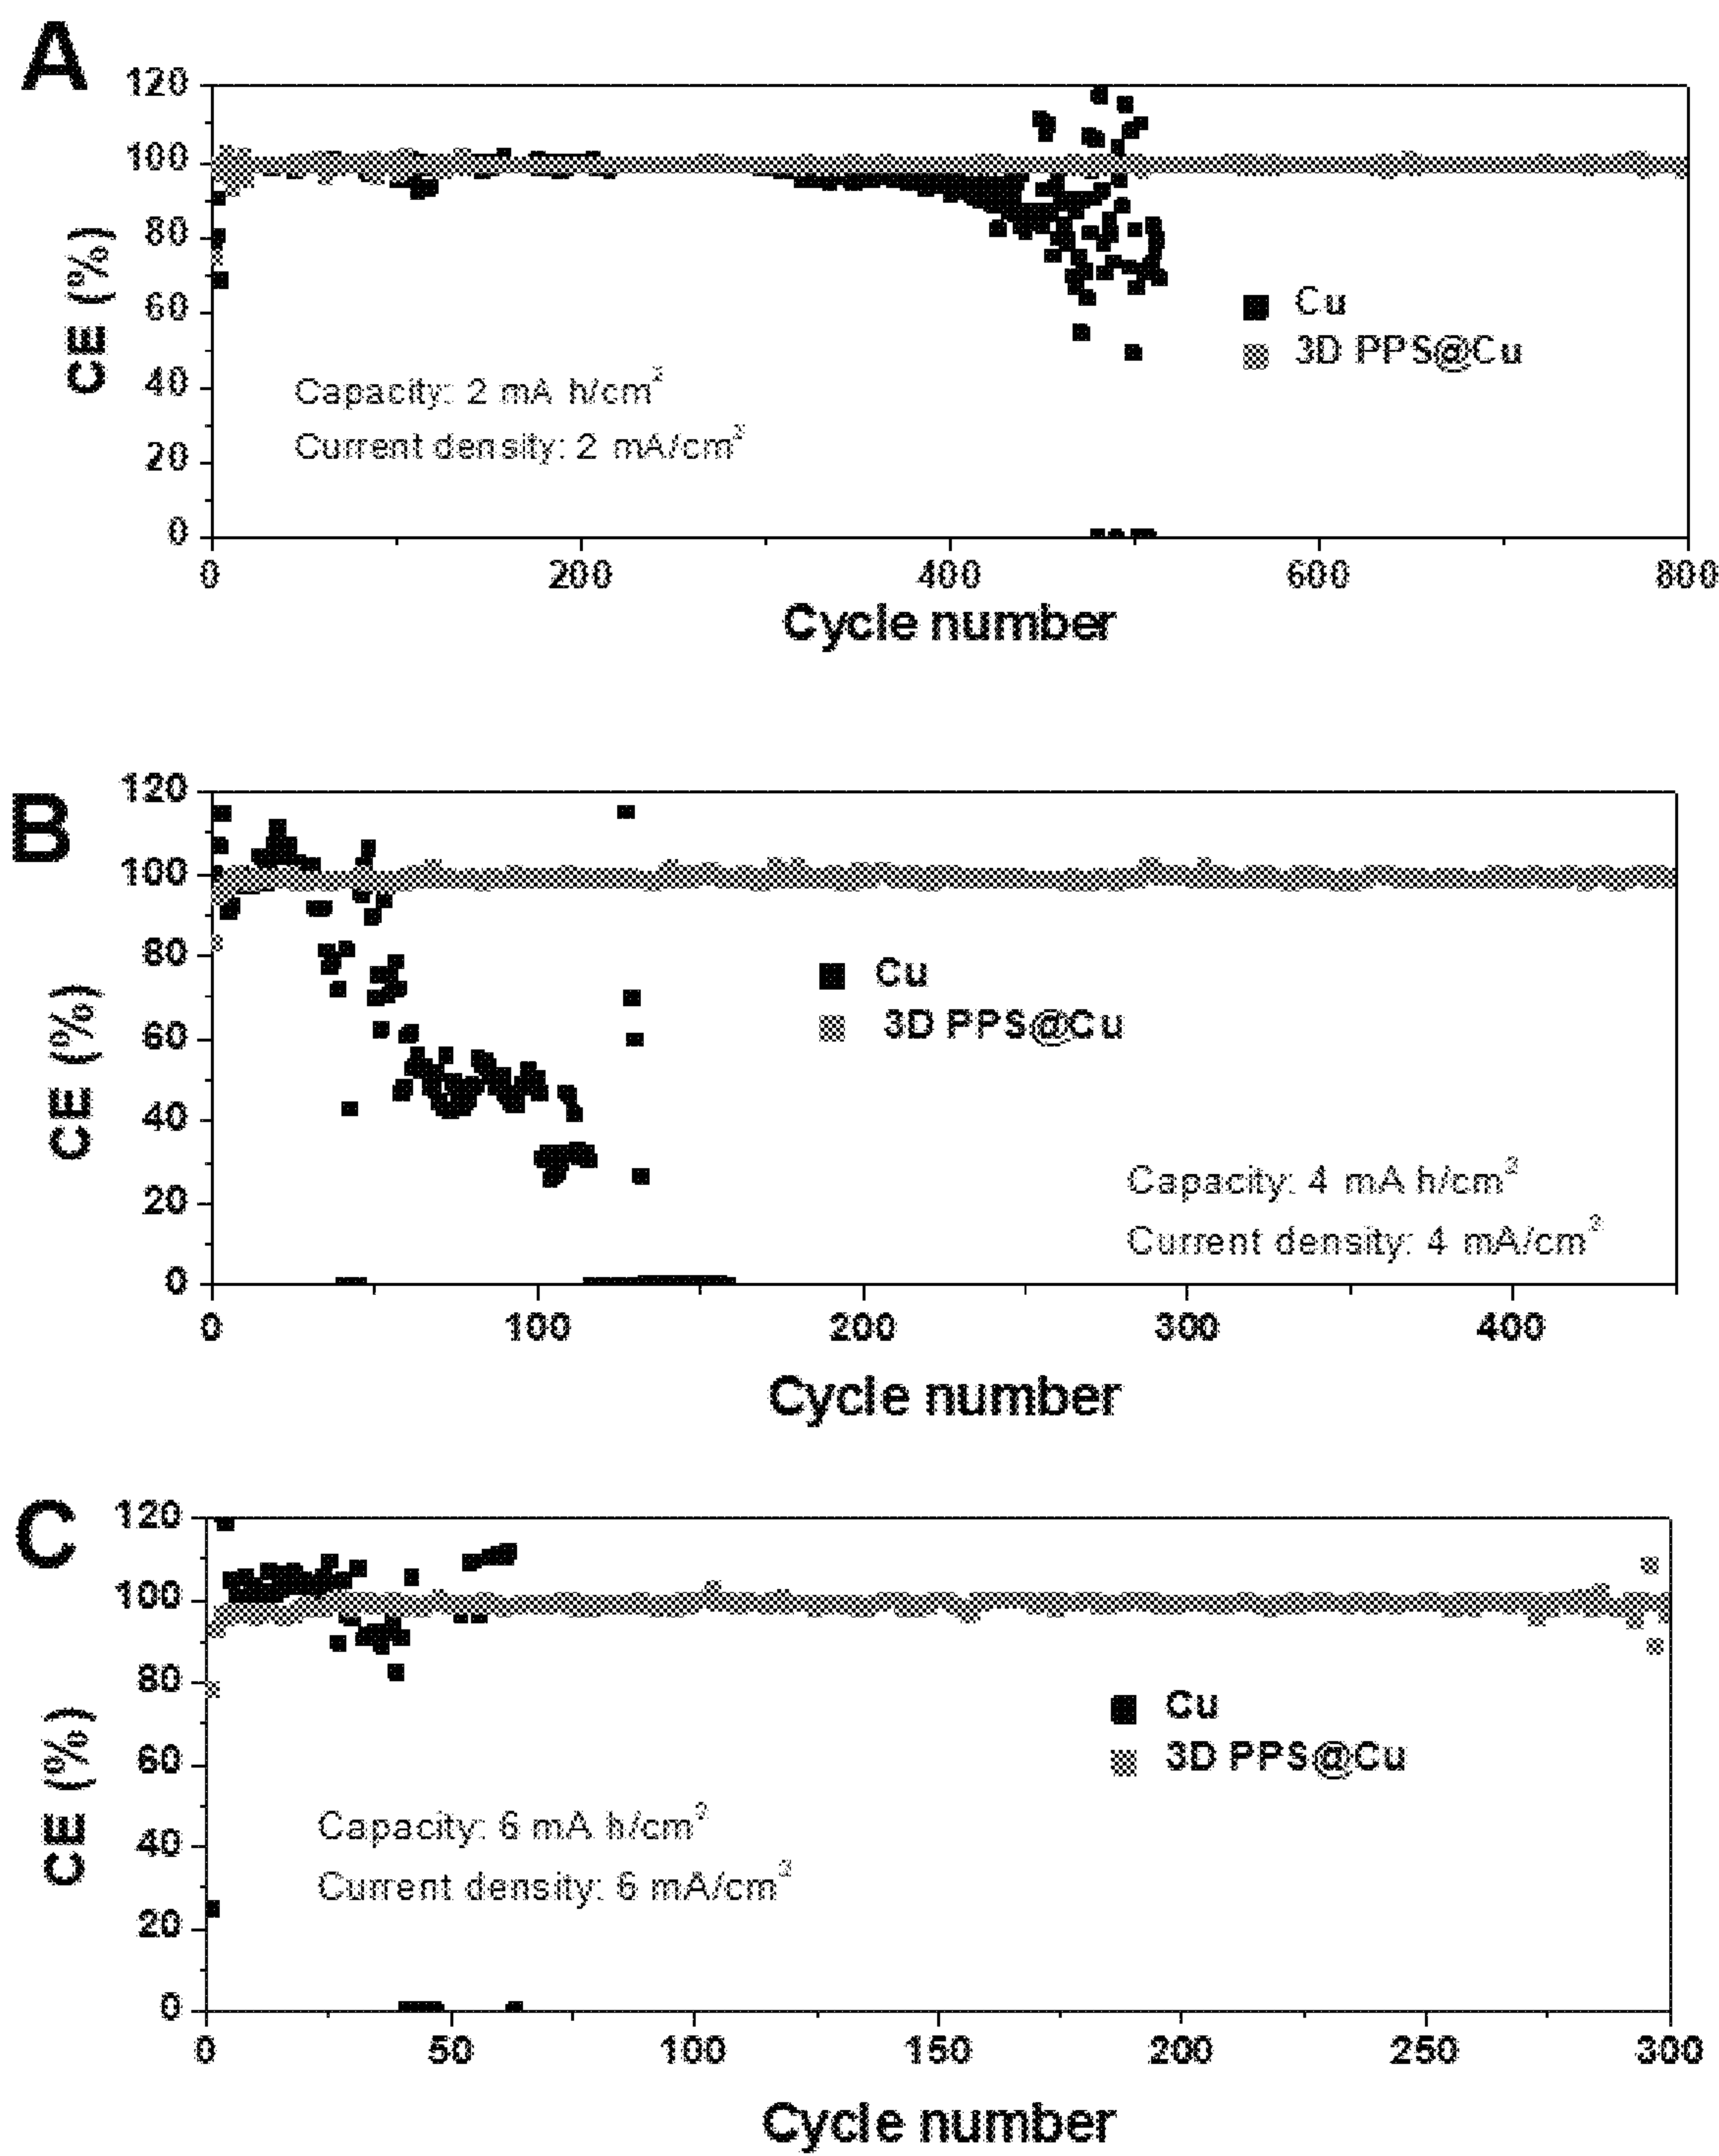 A
120
100
80
60
40
20
0
CE (%)
Cu
3D PPS@Cu
Capacity: 2 mA h/cm²
Current density: 2 mA/cm²
0 200 400 600 800
Cycle number
B
120
100
80
60
40
20
0
CE (%)
Cu
3D PPS@Cu
Capacity: 4 mA h/cm²
Current density: 4 mA/cm²
0 100 200 300 400
Cycle number
C
120
100
80
60
40
20
0
CE (%)
Cu
3D PPS@Cu
Capacity: 6 mA h/cm²
Current density: 6 mA/cm²
0 50 100 150 200 250 300
Cycle number